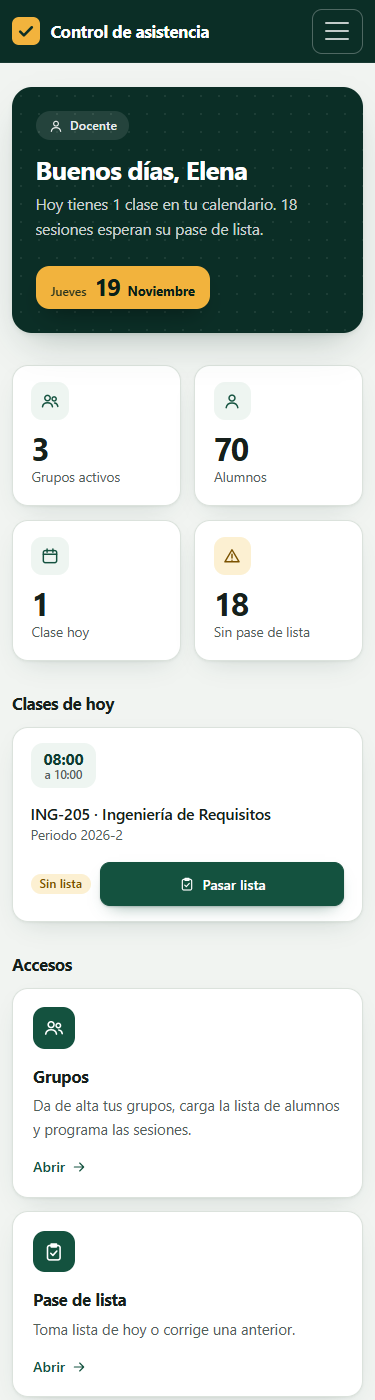 Control de asistencia
Docente
Buenos días, Elena
Hoy tienes 1 clase en tu calendario. 18
sesiones esperan su pase de lista.
Jueves 19 Noviembre
3
Grupos activos
70
Alumnos
1
Clase hoy
18
Sin pase de lista
Clases de hoy
08:00
a 10:00
ING-205 · Ingeniería de Requisitos
Periodo 2026-2
Sin lista
Pasar lista
Accesos
Grupos
Da de alta tus grupos, carga la lista de alumnos
y programa las sesiones.
Abrir →
Pase de lista
Toma lista de hoy o corrige una anterior.
Abrir →